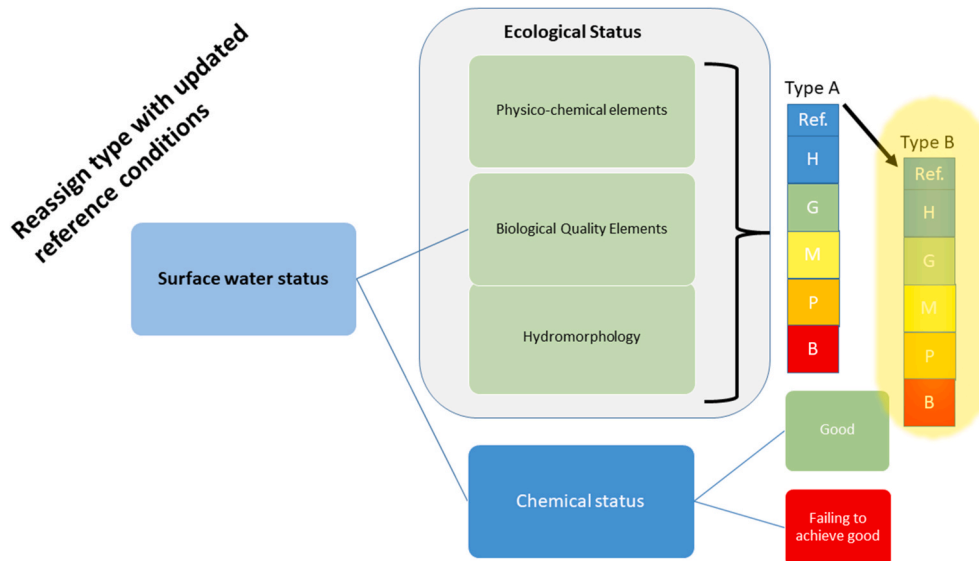 Reassign type with updated
reference conditions
Surface water status
Ecological Status
Physico-chemical elements
Biological Quality Elements
Hydromorphology
Type A
Ref.
H
G
M
P
B
Type B
Ref.
H
G
M
P
B
Chemical status
Good
Failing to
achieve good